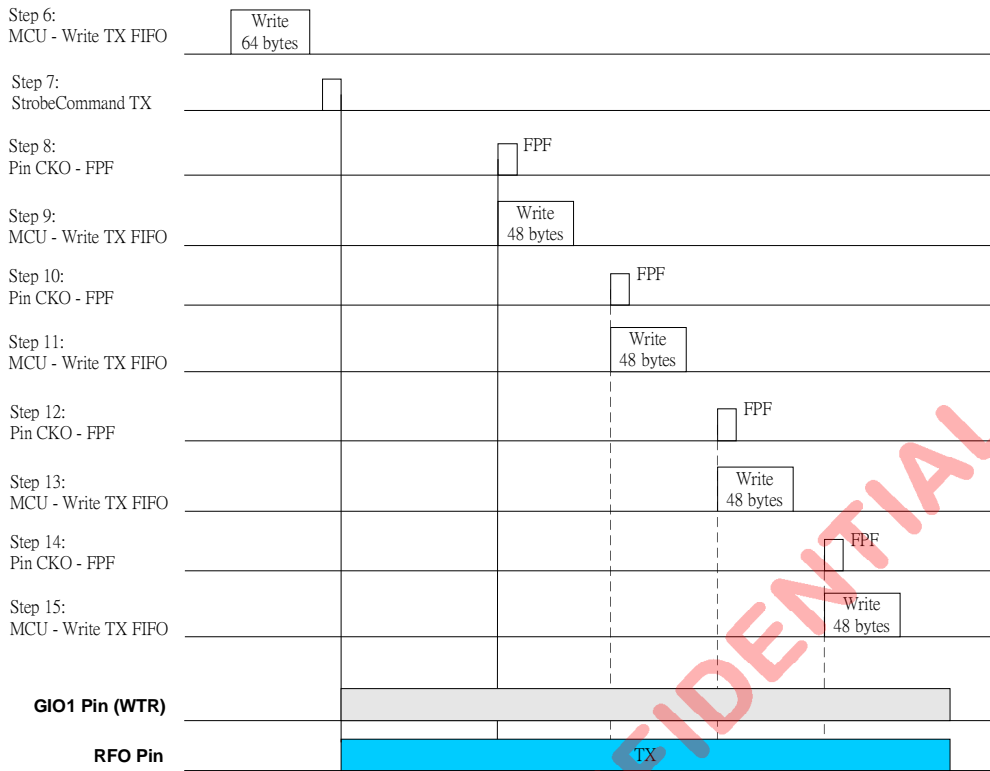 Step 6:
MCU - Write TX FIFO
Write
64 bytes
Step 7:
StrobeCommand TX
Step 8:
Pin CKO - FPF
FPF
Step 9:
MCU - Write TX FIFO
Write
48 bytes
Step 10:
Pin CKO - FPF
FPF
Step 11:
MCU - Write TX FIFO
Write
48 bytes
Step 12:
Pin CKO - FPF
FPF
Step 13:
MCU - Write TX FIFO
Write
48 bytes
Step 14:
Pin CKO - FPF
FPF
Step 15:
MCU - Write TX FIFO
Write
48 bytes
GIO1 Pin (WTR)
RFO Pin
TX
FIDENTIAL